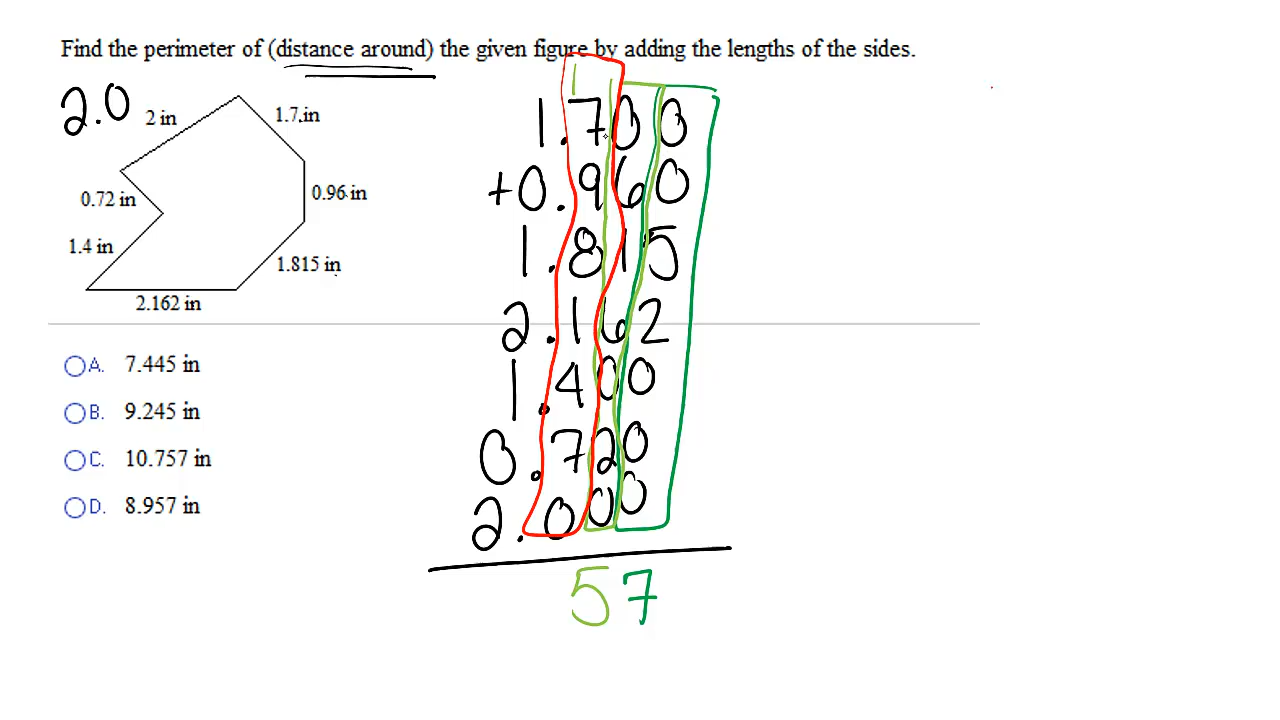 Find the perimeter of (distance around) the given figure by adding the lengths of the sides.
2.0
2 in
1.7.in
0.72 in
0.96 in
1.4 in
1.815 in
2.162 in
A. 7.445 in
B. 9.245 in
C. 10.757 in
D. 8.957 in
1
1.700
+0.960
1.815
2.162
1.400
0.720
2.000
57